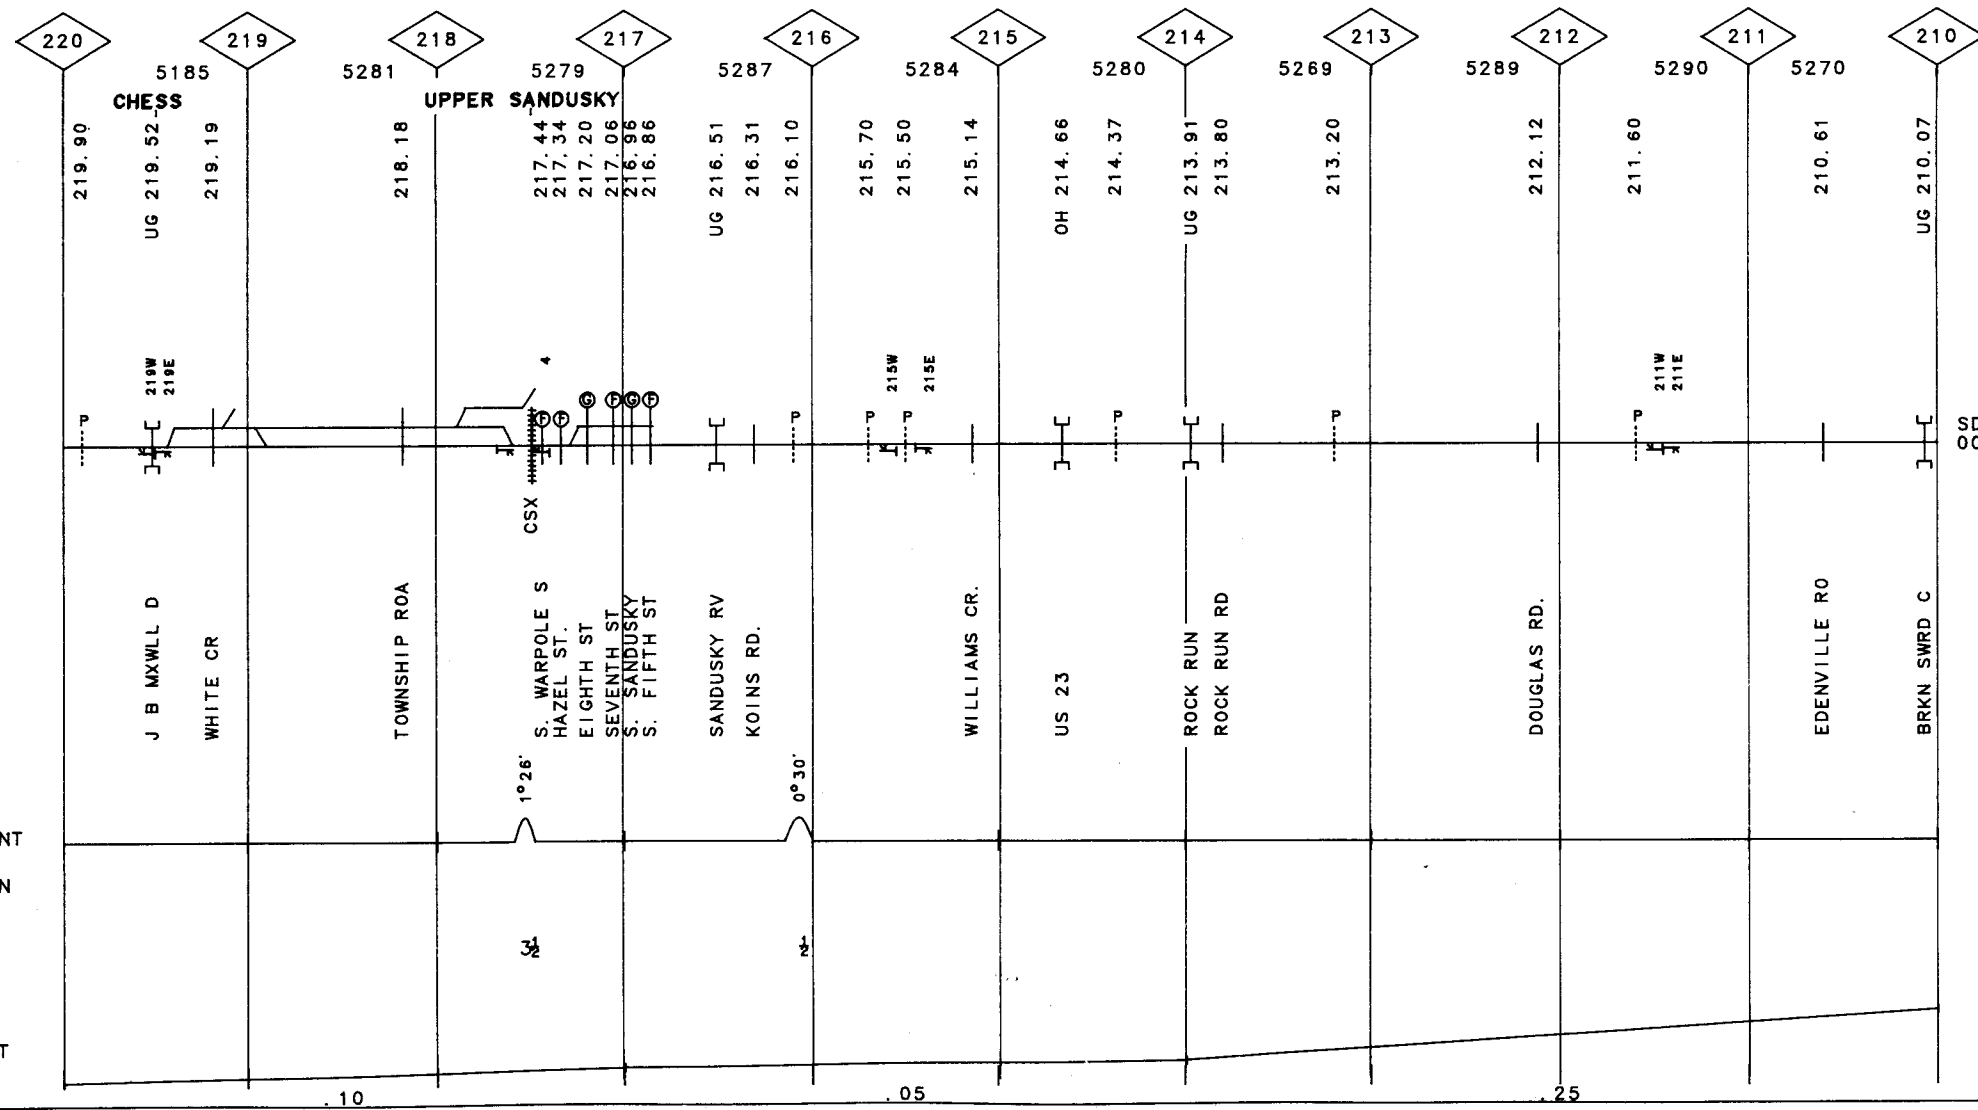 220 219 218 217 216 215 214 213 212 211 210
5185 5281 5279 5287 5284 5280 5269 5289 5290 5270
CHESS UPPER SANDUSKY
219.90
UG 219.52
219.19
218.18
217.44
217.34
217.20
217.06
216.96
216.86
UG 216.51
216.31
216.10
215.70
215.50
215.14
OH 214.66
214.37
UG 213.91
213.80
213.20
212.12
211.60
210.61
UG 210.07
219W
219E
4
215W
215E
211W
211E
P F F G F G F P P P P P P
SD
00
CSX
J B MXWLL D
WHITE CR
TOWNSHIP ROA
S. WARPOLE S
HAZEL ST.
EIGHTH ST
SEVENTH ST
S. SANDUSKY
S. FIFTH ST
SANDUSKY RV
KOINS RD.
WILLIAMS CR.
US 23
ROCK RUN
ROCK RUN RD
DOUGLAS RD.
EDENVILLE RO
BRKN SWRD C
1°26'
0°30'
NT
N
3½ ½
T
.10 .05 .25